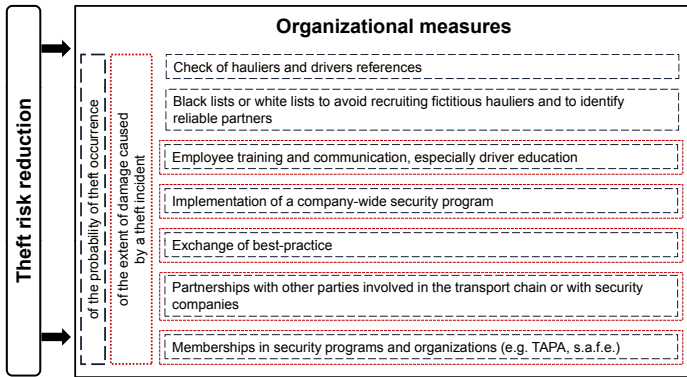 Organizational measures
Theft risk reduction
of the probability of theft occurrence
of the extent of damage caused
by a theft incident
Check of hauliers and drivers references
Black lists or white lists to avoid recruiting fictitious hauliers and to identify
reliable partners
Employee training and communication, especially driver education
Implementation of a company-wide security program
Exchange of best-practice
Partnerships with other parties involved in the transport chain or with security
companies
Memberships in security programs and organizations (e.g. TAPA, s.a.f.e.)